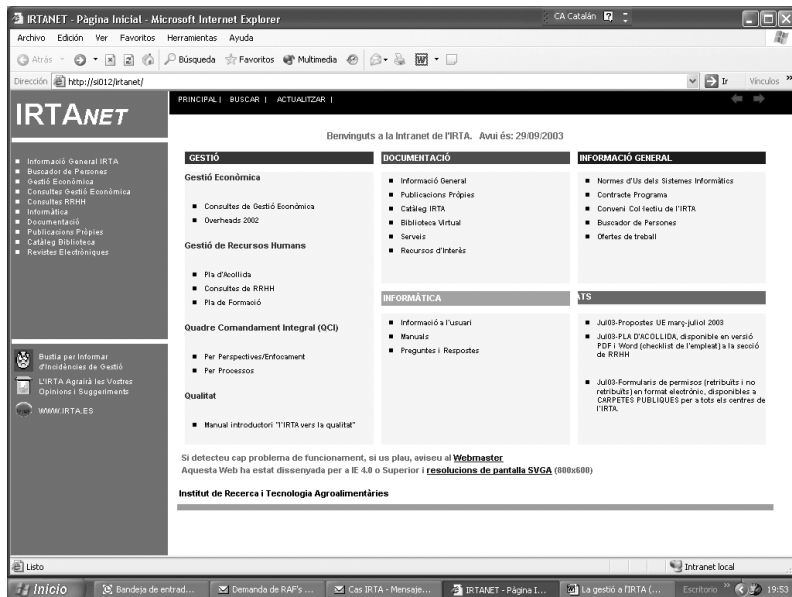 IRTANET - Pàgina Inicial - Microsoft Internet Explorer
CA Catalán
Archivo Edición Ver Favoritos Herramientas Ayuda
Atrás Búsqueda Favoritos Multimedia
Dirección http://si012/irtanet/ Ir Vínculos »
IRTANET
PRINCIPAL | BUSCAR | ACTUALITZAR |
Benvinguts a la Intranet de l'IRTA. Avui és: 29/09/2003
Informació General IRTA
Buscador de Persones
Gestió Econòmica
Consultes Gestió Econòmica
Consultes RRHH
Informàtica
Documentació
Publicacions Pròpies
Catàleg Biblioteca
Revistes Electròniques
Bustia per Informar
d'Incidències de Gestió
L'IRTA Agrairà les Vostres
Opinions i Suggeriments
WWW.IRTA.ES
GESTIÓ
Gestió Econòmica
Consultes de Gestió Econòmica
Overheads 2002
Gestió de Recursos Humans
Pla d'Acollida
Consultes de RRHH
Pla de Formació
Quadre Comandament Integral (QCI)
Per Perspectives/Enfocament
Per Processos
Qualitat
Manual introductori "l'IRTA vers la qualitat"
DOCUMENTACIÓ
Informació General
Publicacions Pròpies
Catàleg IRTA
Biblioteca Virtual
Serveis
Recursos d'Interès
INFORMÀTICA
Informació a l'usuari
Manuals
Preguntes i Respostes
INFORMACIÓ GENERAL
Normes d'Us dels Sistemes Informàtics
Contracte Programa
Conveni Col·lectiu de l'IRTA
Buscador de Persones
Ofertes de treball
ATS
Jul03-Propostes UE març-juliol 2003
Jul03-PLA D'ACOLLIDA, disponible en versió
PDF i Word (checklist de l'empleat) a la secció
de RRHH
Jul03-Formularis de permisos (retribuïts i no
retribuïts) en format electrònic, disponibles a
CARPETES PUBLIQUES per a tots els centres de
l'IRTA.
Si detecteu cap problema de funcionament, si us plau, aviseu al Webmaster
Aquesta Web ha estat dissenyada per a IE 4.0 o Superior i resolucions de pantalla SVGA (800x600)
Institut de Recerca i Tecnologia Agroalimentàries
Listo Intranet local
Inicio Bandeja de entrad... Demanda de RAF's ... Cas IRTA - Mensaje... IRTANET - Pàgina I... La gestió a l'IRTA (... Escritorio » 19:53